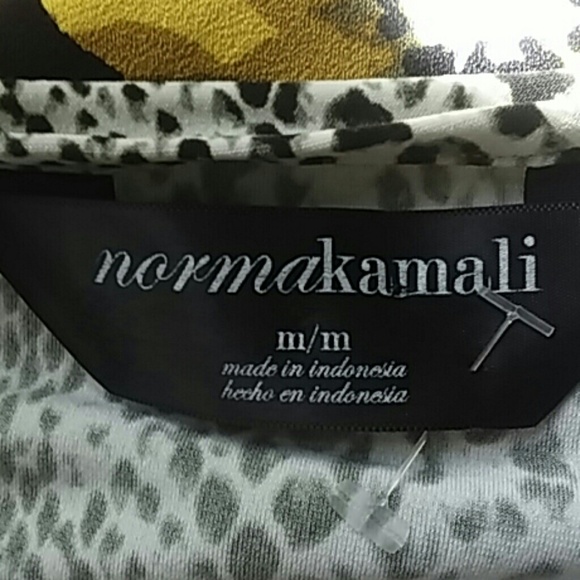 normakamali
m/m
made in indonesia
hecho en indonesia